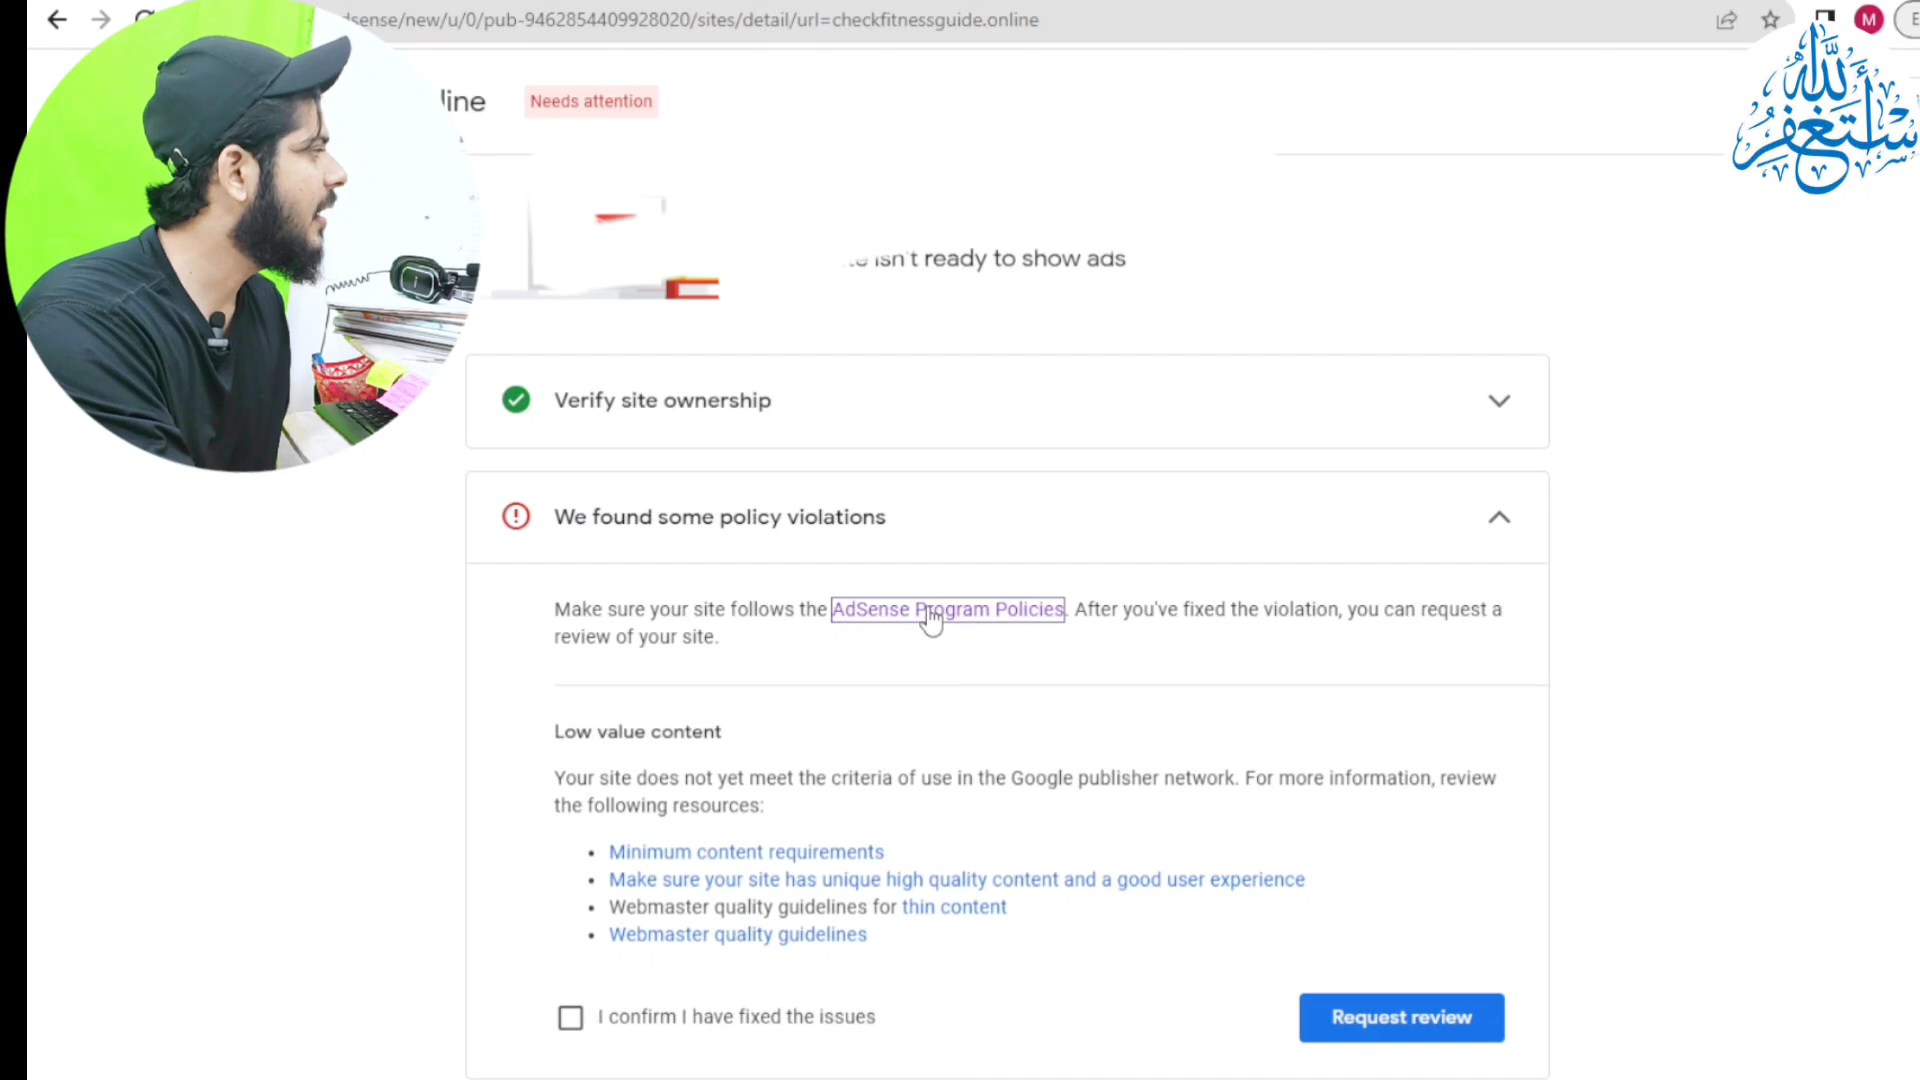 dsense/new/u/0/pub-9462854409928020/sites/detail/url=checkfitnessguide.online
M
E
line
Needs attention
أستغفر الله
isn't ready to show ads
Verify site ownership
We found some policy violations
Make sure your site follows the AdSense Program Policies. After you've fixed the violation, you can request a
review of your site.
Low value content
Your site does not yet meet the criteria of use in the Google publisher network. For more information, review
the following resources:
• Minimum content requirements
• Make sure your site has unique high quality content and a good user experience
• Webmaster quality guidelines for thin content
• Webmaster quality guidelines
I confirm I have fixed the issues
Request review